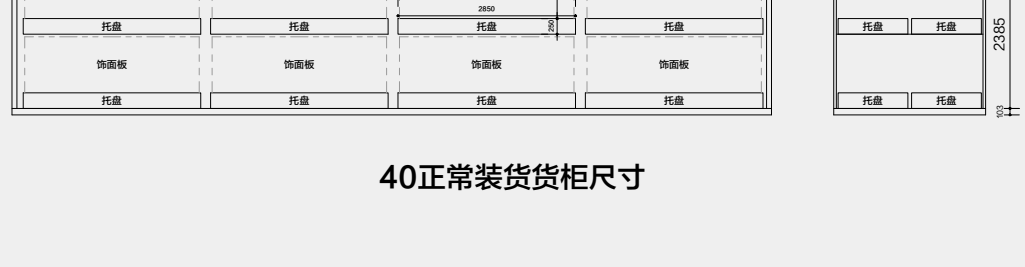 2850
托盘 托盘 托盘 250 托盘 托盘 托盘
2385
饰面板 饰面板 饰面板 饰面板
托盘 托盘 托盘 托盘 托盘 托盘
103
40正常装货货柜尺寸